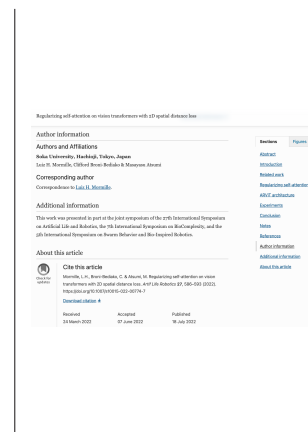 Regularizing self-attention on vision transformers with 2D spatial distance loss
Author information
Authors and Affiliations
Soka University, Hachioji, Tokyo, Japan
Luiz H. Mormille, Clifford Broni-Bediako & Masayasu Atsumi
Corresponding author
Correspondence to Luiz H. Mormille.
Additional information
This work was presented in part at the joint symposium of the 27th International Symposium
on Artificial Life and Robotics, the 7th International Symposium on BioComplexity, and the
5th International Symposium on Swarm Behavior and Bio-Inspired Robotics.
About this article
Check for
updates
Cite this article
Mormille, L.H., Broni-Bediako, C. & Atsumi, M. Regularizing self-attention on vision
transformers with 2D spatial distance loss. Artif Life Robotics 27, 586–593 (2022).
https://doi.org/10.1007/s10015-022-00774-7
Download citation
Received
24 March 2022
Accepted
07 June 2022
Published
18 July 2022
Sections
Figures
Abstract
Introduction
Related work
Regularizing self-attention
ARViT architecture
Experiments
Conclusion
Notes
References
Author information
Additional information
About this article